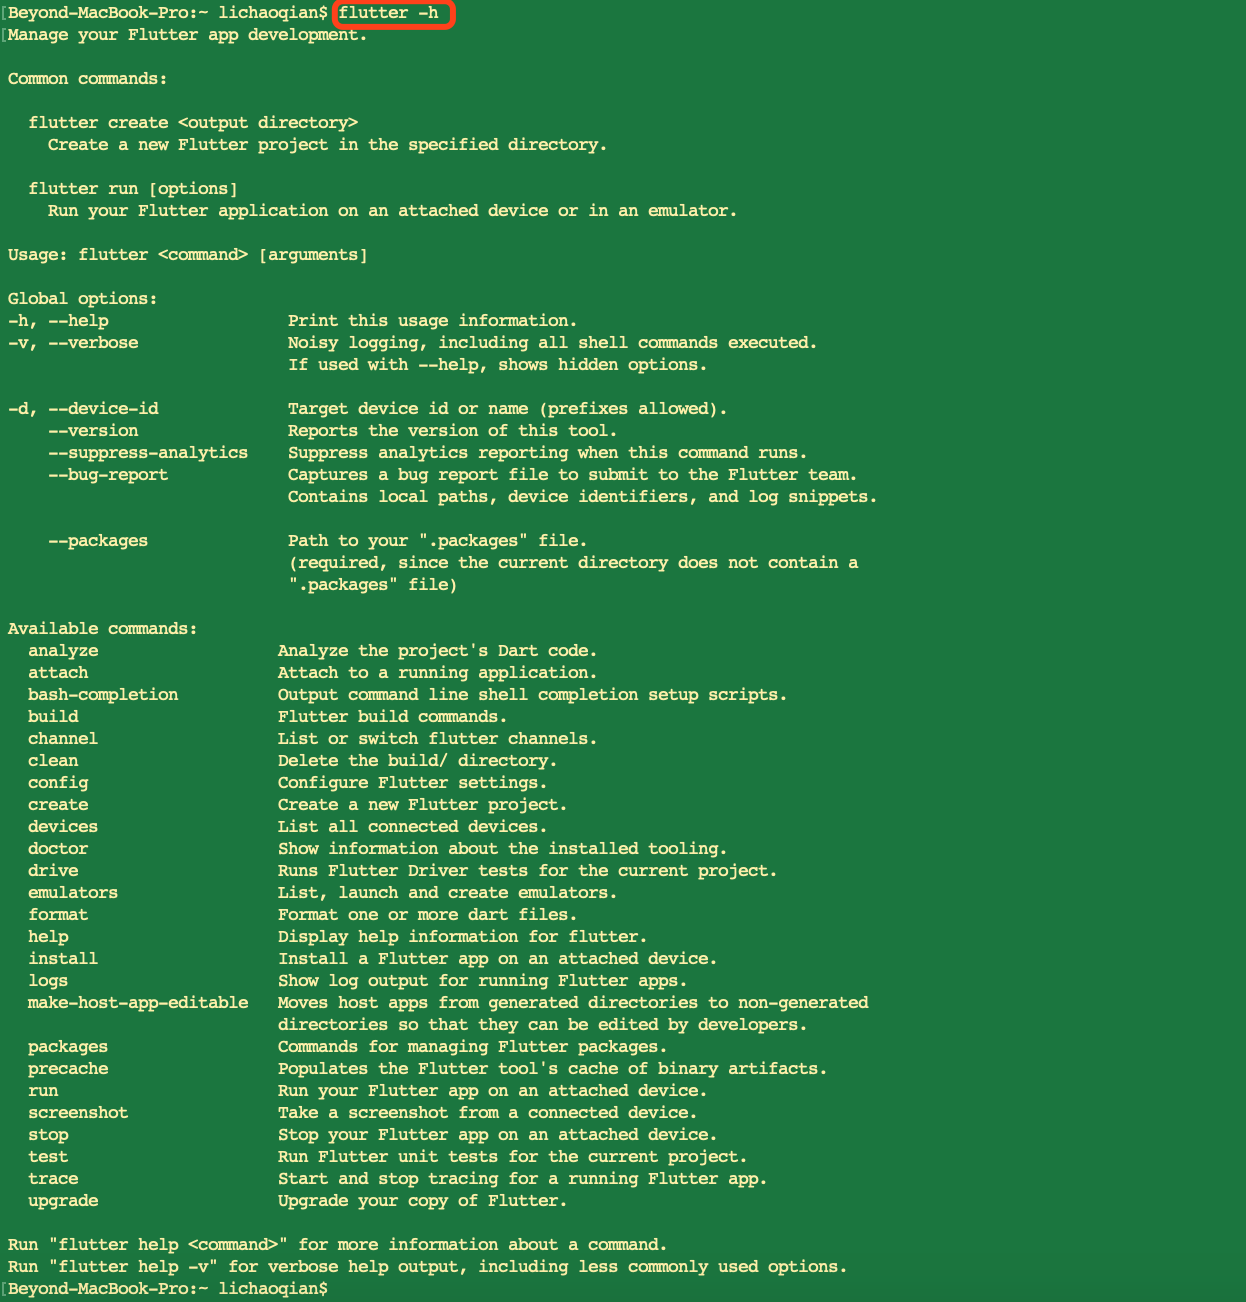 [Beyond-MacBook-Pro:~ lichaoqian$ flutter -h
[Manage your Flutter app development.
Common commands:
flutter create <output directory>
Create a new Flutter project in the specified directory.
flutter run [options]
Run your Flutter application on an attached device or in an emulator.
Usage: flutter <command> [arguments]
Global options:
-h, --help Print this usage information.
-v, --verbose Noisy logging, including all shell commands executed.
If used with --help, shows hidden options.
-d, --device-id Target device id or name (prefixes allowed).
--version Reports the version of this tool.
--suppress-analytics Suppress analytics reporting when this command runs.
--bug-report Captures a bug report file to submit to the Flutter team.
Contains local paths, device identifiers, and log snippets.
--packages Path to your ".packages" file.
(required, since the current directory does not contain a
".packages" file)
Available commands:
analyze Analyze the project's Dart code.
attach Attach to a running application.
bash-completion Output command line shell completion setup scripts.
build Flutter build commands.
channel List or switch flutter channels.
clean Delete the build/ directory.
config Configure Flutter settings.
create Create a new Flutter project.
devices List all connected devices.
doctor Show information about the installed tooling.
drive Runs Flutter Driver tests for the current project.
emulators List, launch and create emulators.
format Format one or more dart files.
help Display help information for flutter.
install Install a Flutter app on an attached device.
logs Show log output for running Flutter apps.
make-host-app-editable Moves host apps from generated directories to non-generated
directories so that they can be edited by developers.
packages Commands for managing Flutter packages.
precache Populates the Flutter tool's cache of binary artifacts.
run Run your Flutter app on an attached device.
screenshot Take a screenshot from a connected device.
stop Stop your Flutter app on an attached device.
test Run Flutter unit tests for the current project.
trace Start and stop tracing for a running Flutter app.
upgrade Upgrade your copy of Flutter.
Run "flutter help <command>" for more information about a command.
Run "flutter help -v" for verbose help output, including less commonly used options.
[Beyond-MacBook-Pro:~ lichaoqian$